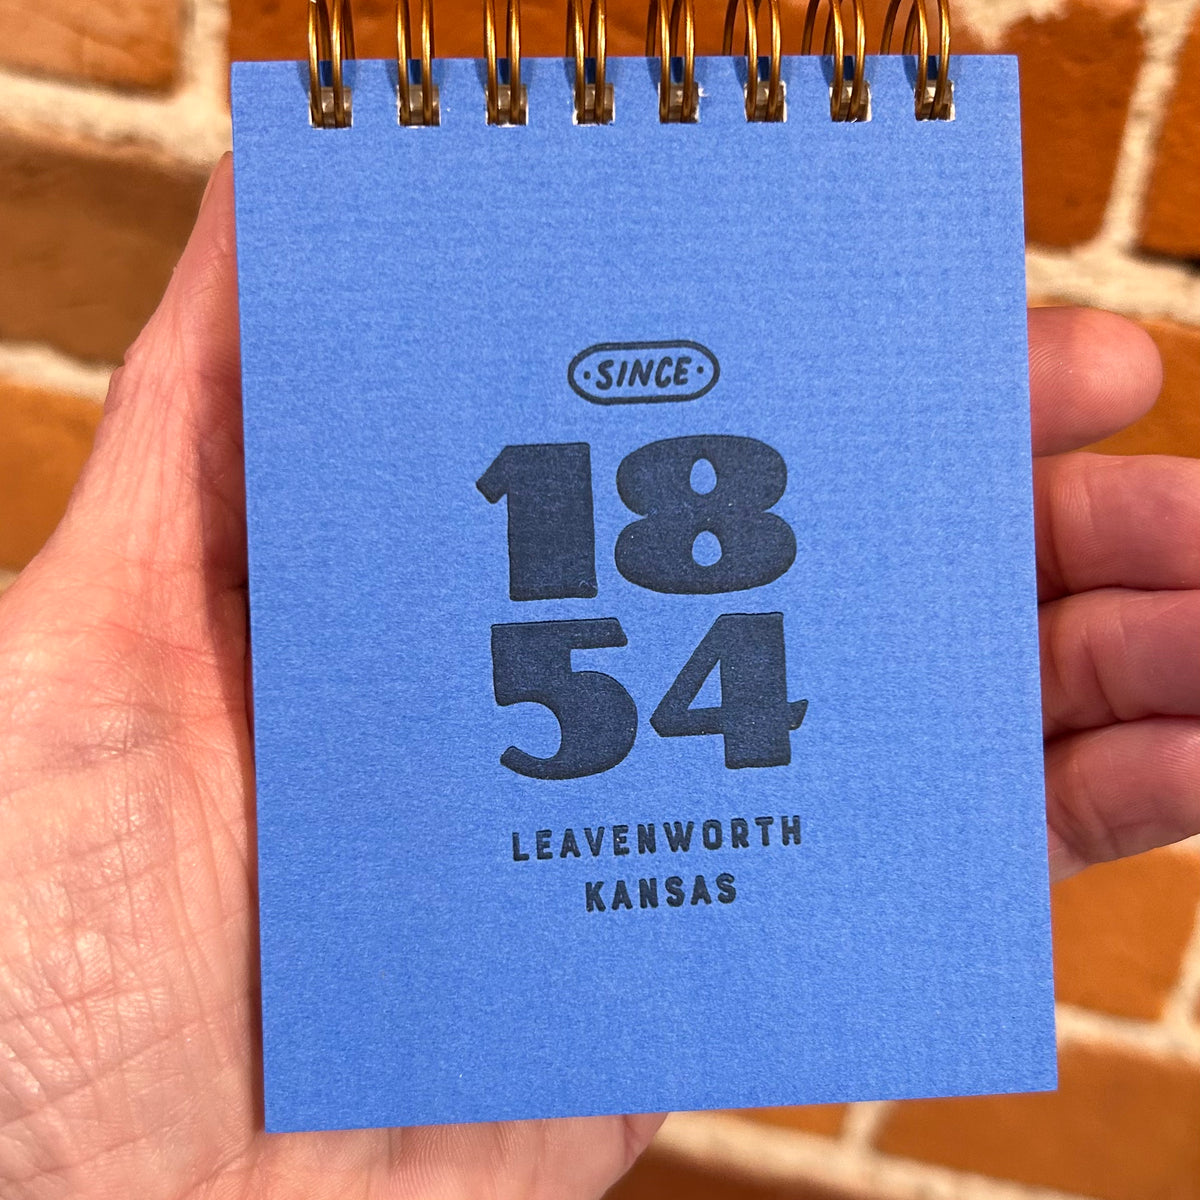 ·SINCE·
18
54
LEAVENWORTH
KANSAS